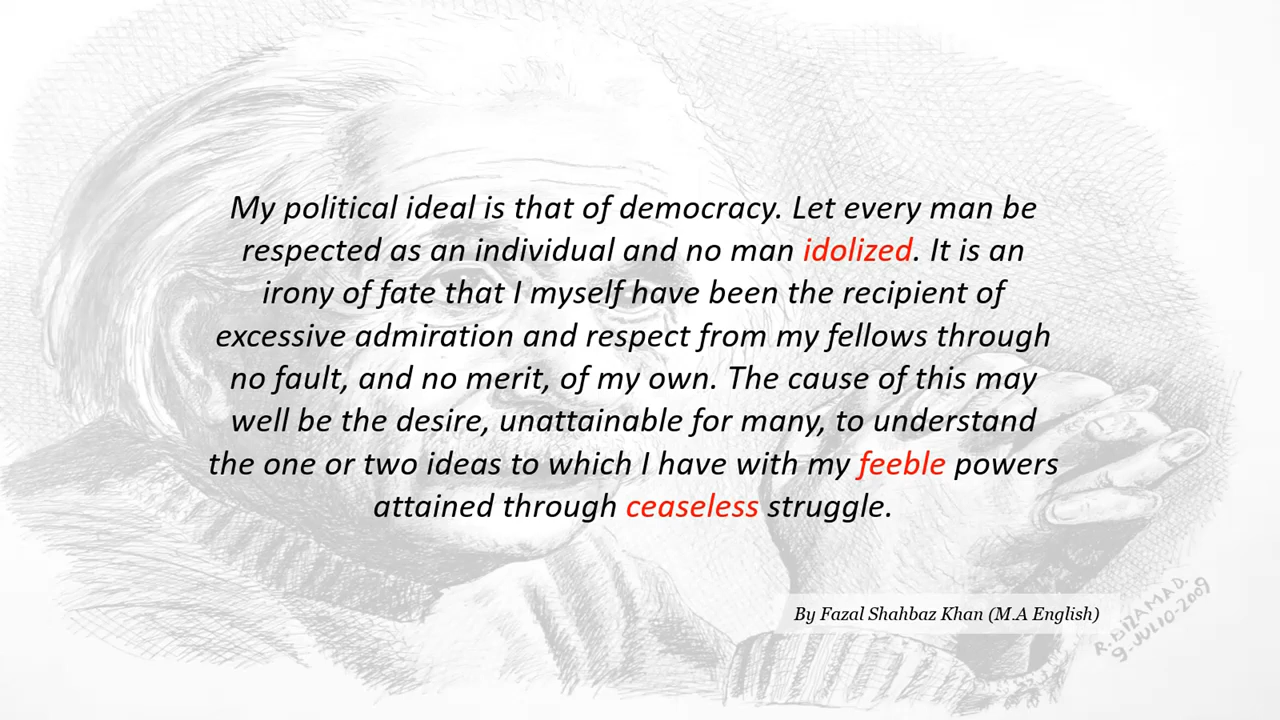 My political ideal is that of democracy. Let every man be
respected as an individual and no man idolized. It is an
irony of fate that I myself have been the recipient of
excessive admiration and respect from my fellows through
no fault, and no merit, of my own. The cause of this may
well be the desire, unattainable for many, to understand
the one or two ideas to which I have with my feeble powers
attained through ceaseless struggle.
By Fazal Shahbaz Khan (M.A English)
R. BIZAMA D.
9-JULIO-2009